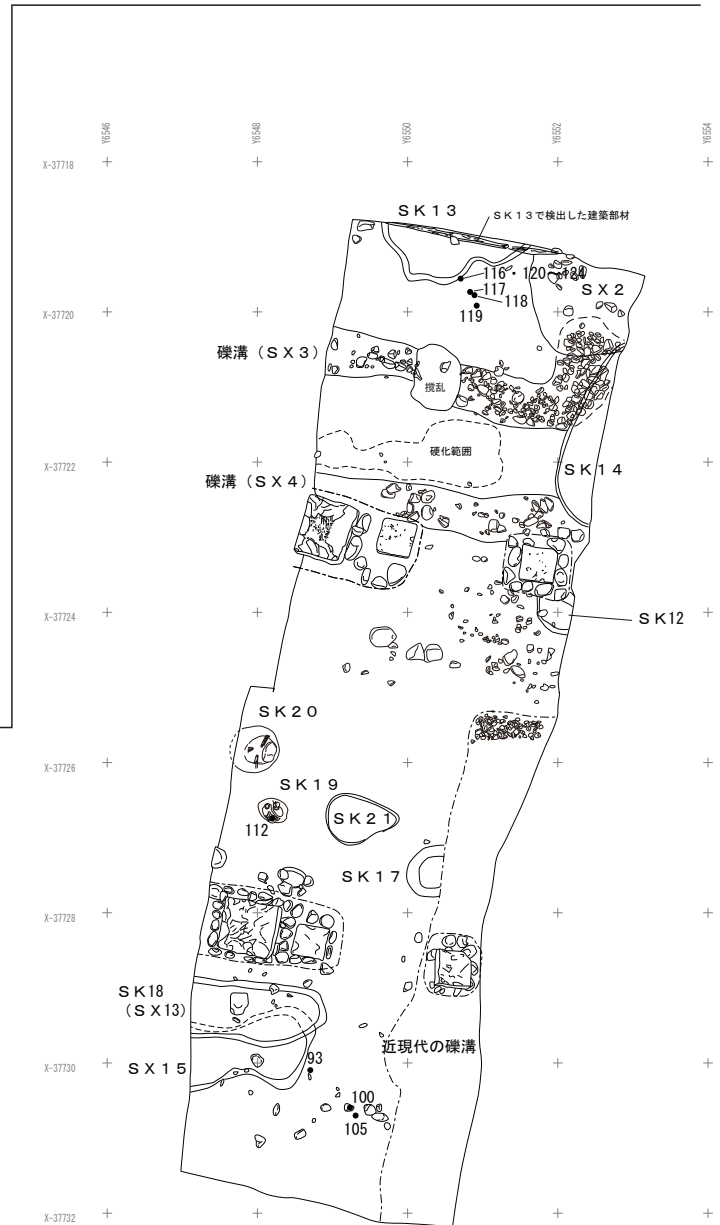 Y6546
Y6548
Y6550
Y6552
Y6554
X-37718
SK13
SK13で検出した建築部材
116・120〜124
117
118
119
SX2
X-37720
礫溝（SX3）
撹乱
硬化範囲
X-37722
SK14
礫溝（SX4）
X-37724
SK12
SK20
X-37726
SK19
SK21
112
SK17
X-37728
SK18
（SX13）
近現代の礫溝
SX15
93
X-37730
100
105
X-37732